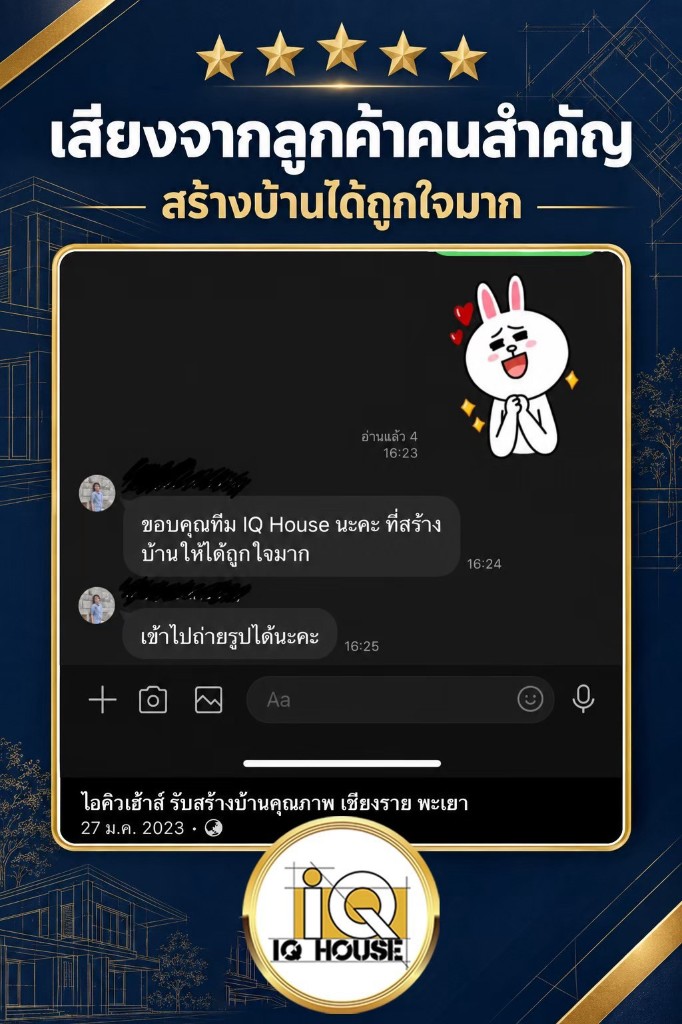 เสียงจากลูกค้าคนสำคัญ
สร้างบ้านได้ถูกใจมาก
อ่านแล้ว 4
16:23
ขอบคุณทีม IQ House นะคะ ที่สร้าง
บ้านให้ได้ถูกใจมาก
16:24
เข้าไปถ่ายรูปได้นะคะ
16:25
Aa
ไอคิวเฮ้าส์ รับสร้างบ้านคุณภาพ เชียงราย พะเยา
27 ม.ค. 2023 ·
iQ
IQ HOUSE